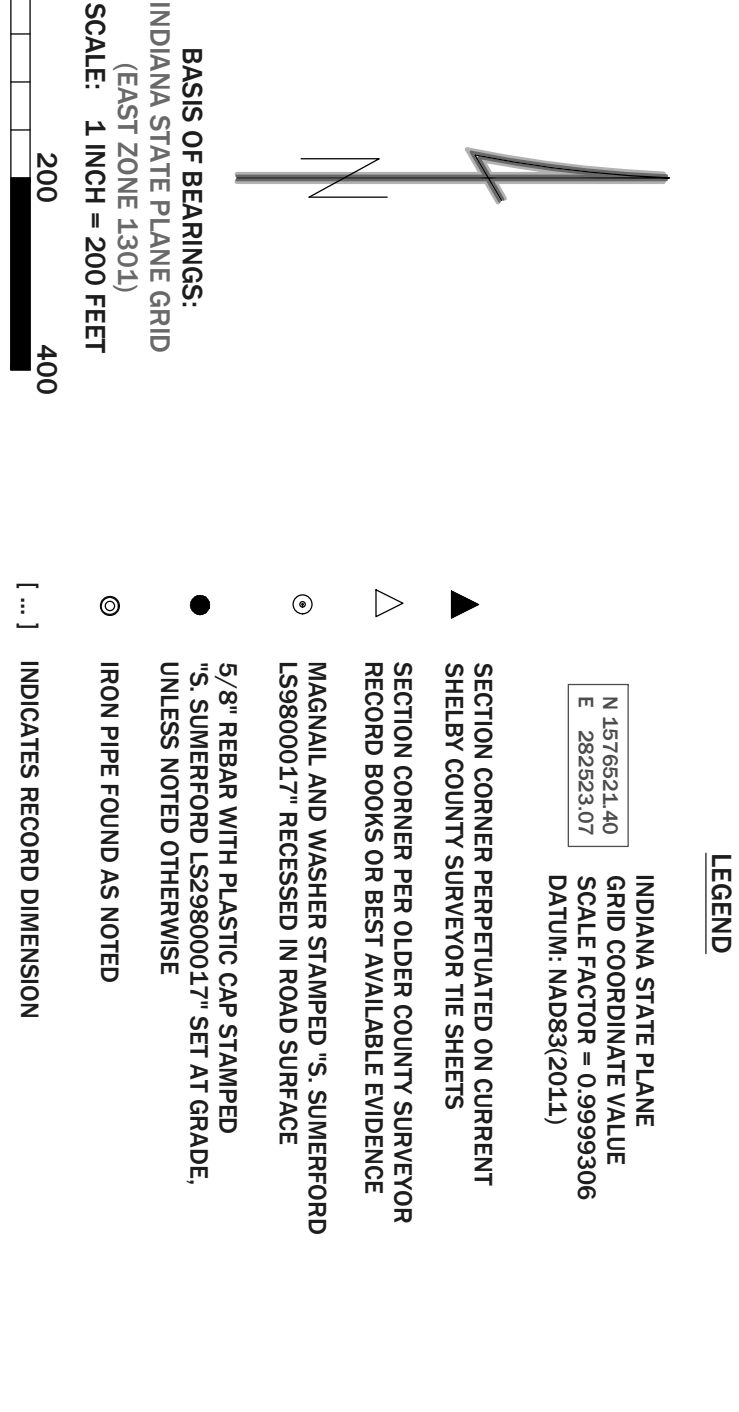 LEGEND
N 1576521.40
E 282523.07
INDIANA STATE PLANE
GRID COORDINATE VALUE
SCALE FACTOR = 0.9999306
DATUM: NAD83(2011)
SECTION CORNER PERPETUATED ON CURRENT
SHELBY COUNTY SURVEYOR TIE SHEETS
SECTION CORNER PER OLDER COUNTY SURVEYOR
RECORD BOOKS OR BEST AVAILABLE EVIDENCE
MAGNAIL AND WASHER STAMPED "S. SUMERFORD
LS9800017" RECESSED IN ROAD SURFACE
5/8" REBAR WITH PLASTIC CAP STAMPED
"S. SUMERFORD LS29800017" SET AT GRADE,
UNLESS NOTED OTHERWISE
IRON PIPE FOUND AS NOTED
[ ... ] INDICATES RECORD DIMENSION
N
BASIS OF BEARINGS:
INDIANA STATE PLANE GRID
(EAST ZONE 1301)
SCALE: 1 INCH = 200 FEET
200 400